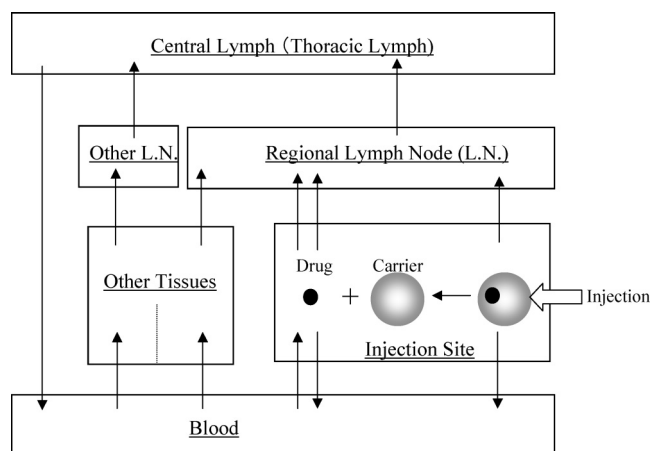 Central Lymph (Thoracic Lymph)
Other L.N.
Regional Lymph Node (L.N.)
Drug
Carrier
Other Tissues
+
Injection
Injection Site
Blood